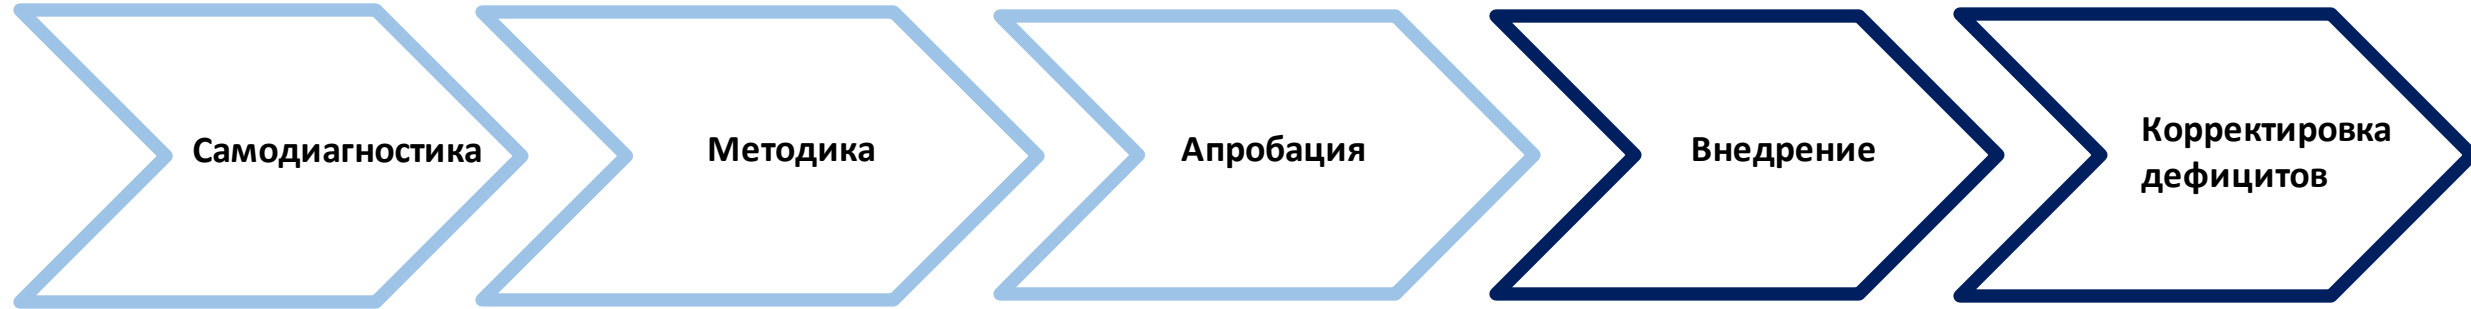 Самодиагностика
Методика
Апробация
Внедрение
Корректировка
дефицитов